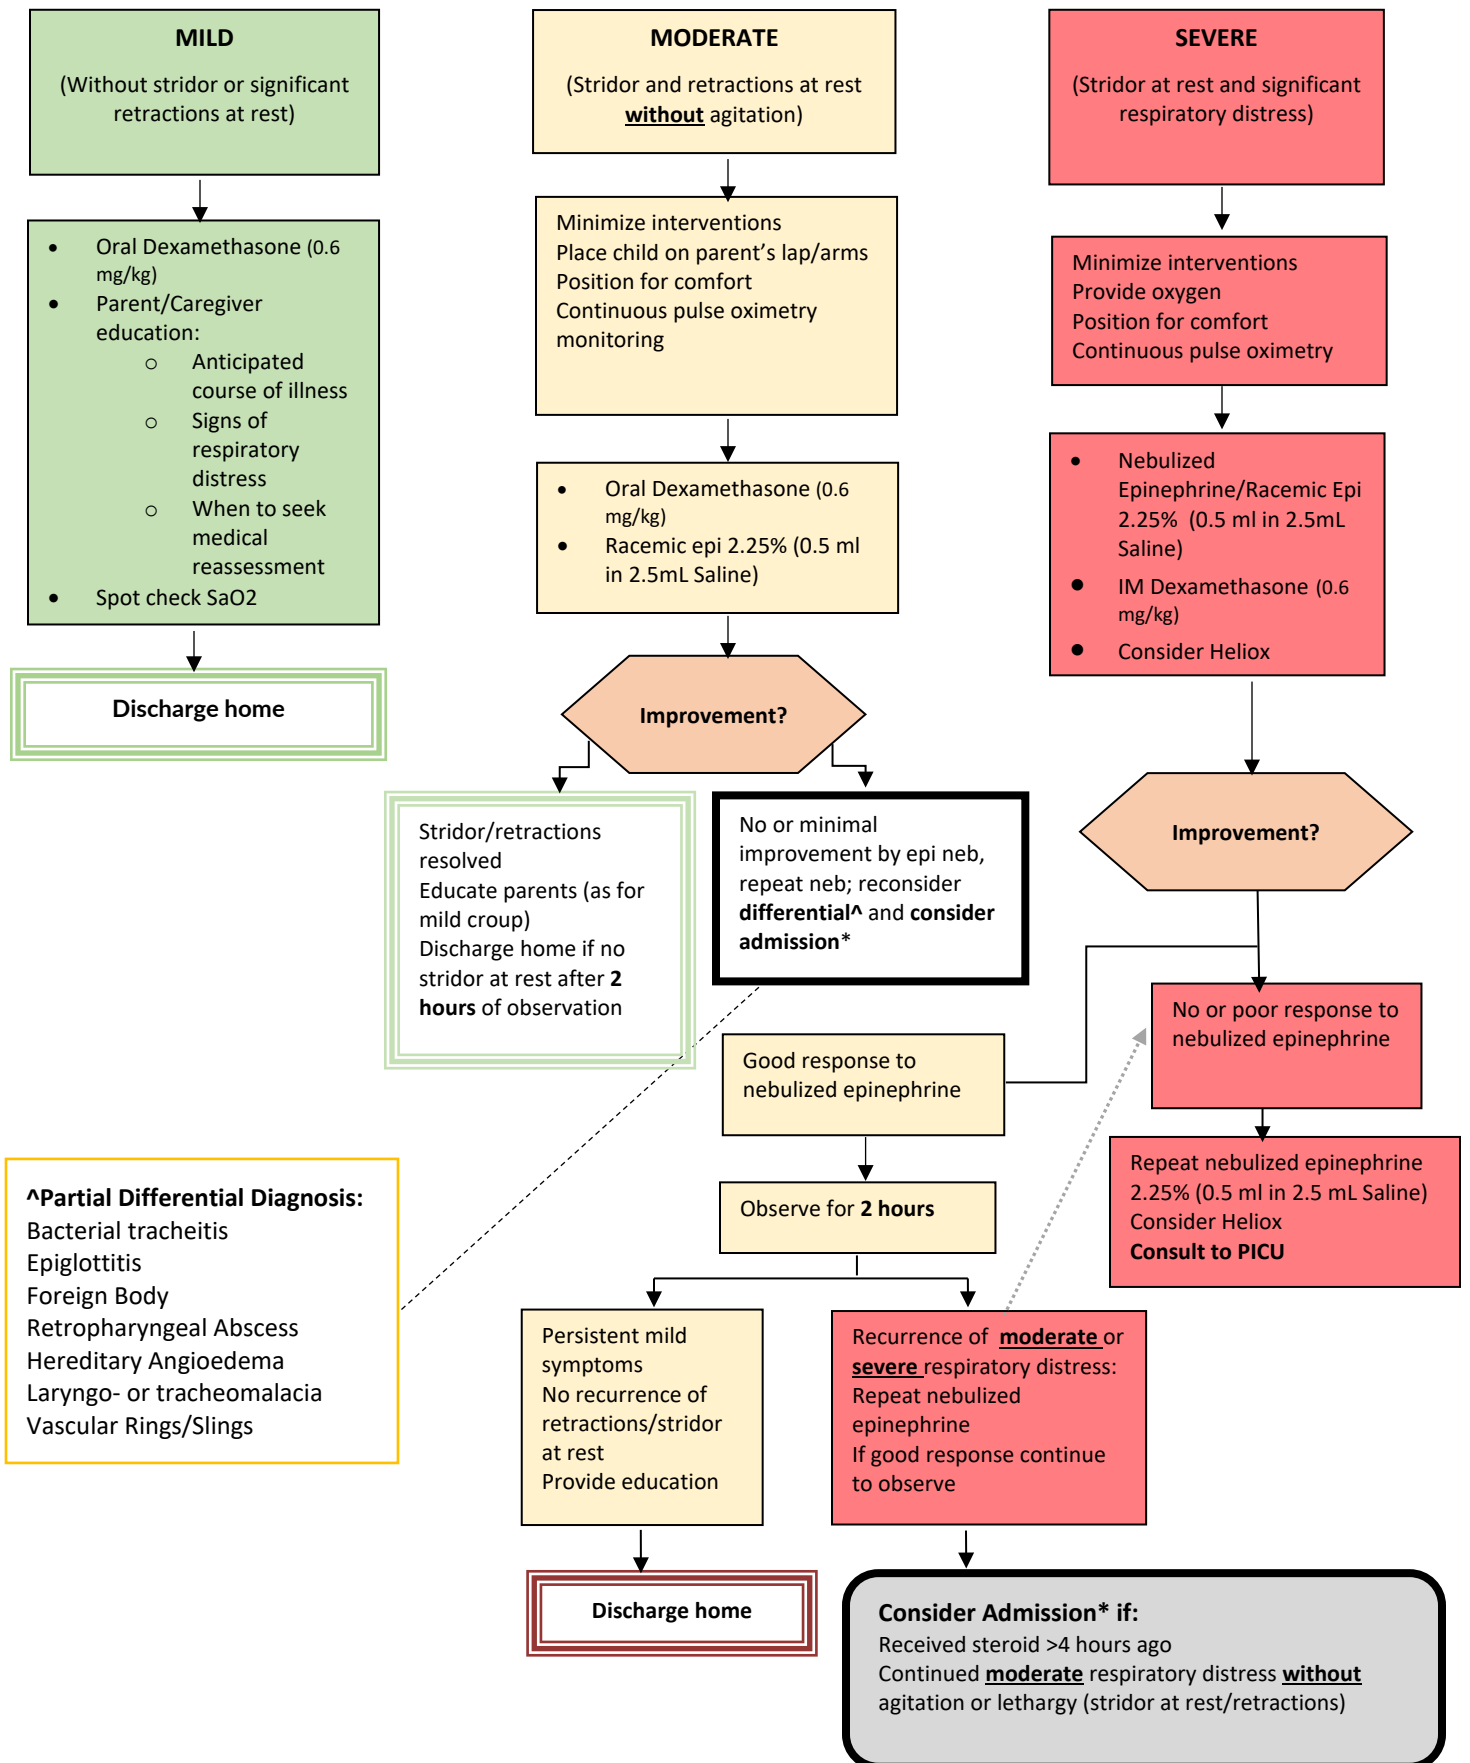 MILD
(Without stridor or significant
retractions at rest)
• Oral Dexamethasone (0.6
mg/kg)
• Parent/Caregiver
education:
o Anticipated
course of illness
o Signs of
respiratory
distress
o When to seek
medical
reassessment
• Spot check SaO2
Discharge home
MODERATE
(Stridor and retractions at rest
without agitation)
Minimize interventions
Place child on parent’s lap/arms
Position for comfort
Continuous pulse oximetry
monitoring
• Oral Dexamethasone (0.6
mg/kg)
• Racemic epi 2.25% (0.5 ml
in 2.5mL Saline)
Improvement?
Stridor/retractions
resolved
Educate parents (as for
mild croup)
Discharge home if no
stridor at rest after 2
hours of observation
No or minimal
improvement by epi neb,
repeat neb; reconsider
differential^ and consider
admission*
SEVERE
(Stridor at rest and significant
respiratory distress)
Minimize interventions
Provide oxygen
Position for comfort
Continuous pulse oximetry
• Nebulized
Epinephrine/Racemic Epi
2.25% (0.5 ml in 2.5mL
Saline)
• IM Dexamethasone (0.6
mg/kg)
• Consider Heliox
Improvement?
No or poor response to
nebulized epinephrine
Repeat nebulized epinephrine
2.25% (0.5 ml in 2.5 mL Saline)
Consider Heliox
Consult to PICU
Good response to
nebulized epinephrine
Observe for 2 hours
Persistent mild
symptoms
No recurrence of
retractions/stridor
at rest
Provide education
Discharge home
Recurrence of moderate or
severe respiratory distress:
Repeat nebulized
epinephrine
If good response continue
to observe
Consider Admission* if:
Received steroid >4 hours ago
Continued moderate respiratory distress without
agitation or lethargy (stridor at rest/retractions)
^Partial Differential Diagnosis:
Bacterial tracheitis
Epiglottitis
Foreign Body
Retropharyngeal Abscess
Hereditary Angioedema
Laryngo- or tracheomalacia
Vascular Rings/Slings